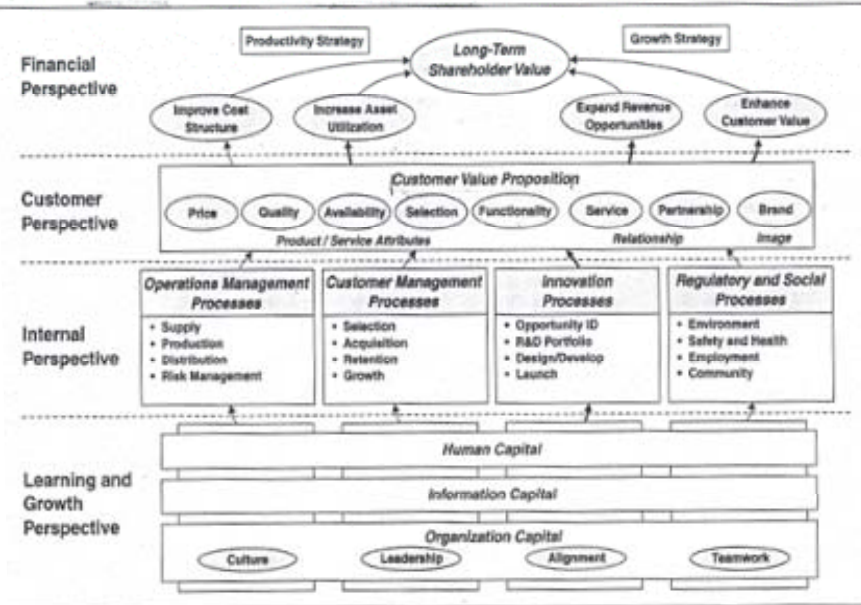 Productivity Strategy
Long-Term
Shareholder Value
Growth Strategy
Financial
Perspective
Improve Cost
Structure
Increase Asset
Utilization
Expand Revenue
Opportunities
Enhance
Customer Value
Customer
Perspective
Customer Value Proposition
Price
Quality
Availability
Selection
Functionality
Service
Partnership
Brand
Product / Service Attributes
Relationship
Image
Internal
Perspective
Operations Management
Processes
• Supply
• Production
• Distribution
• Risk Management
Customer Management
Processes
• Selection
• Acquisition
• Retention
• Growth
Innovation
Processes
• Opportunity ID
• R&D Portfolio
• Design/Develop
• Launch
Regulatory and Social
Processes
• Environment
• Safety and Health
• Employment
• Community
Learning and
Growth
Perspective
Human Capital
Information Capital
Organization Capital
Culture
Leadership
Alignment
Teamwork